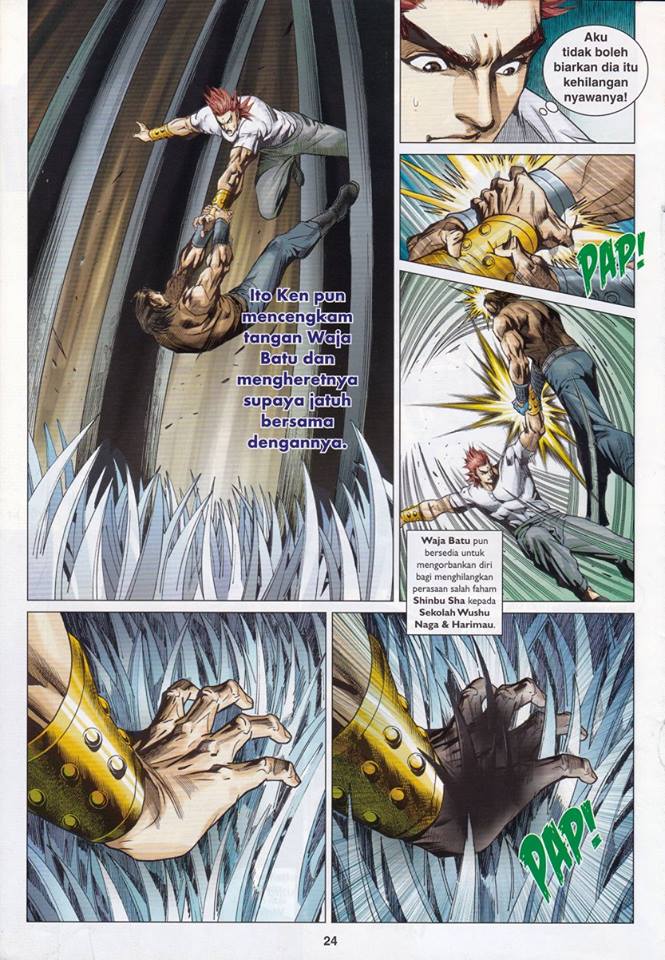 Ito Ken pun
mencengkam
tangan Waja
Batu dan
mengheretnya
supaya jatuh
bersama
dengannya.
Aku
tidak boleh
biarkan dia itu
kehilangan
nyawanya!
PAP!
Waja Batu pun
bersedia untuk
mengorbankan diri
bagi menghilangkan
perasaan salah faham
Shinbu Sha kepada
Sekolah Wushu
Naga & Harimau.
PAP!
24